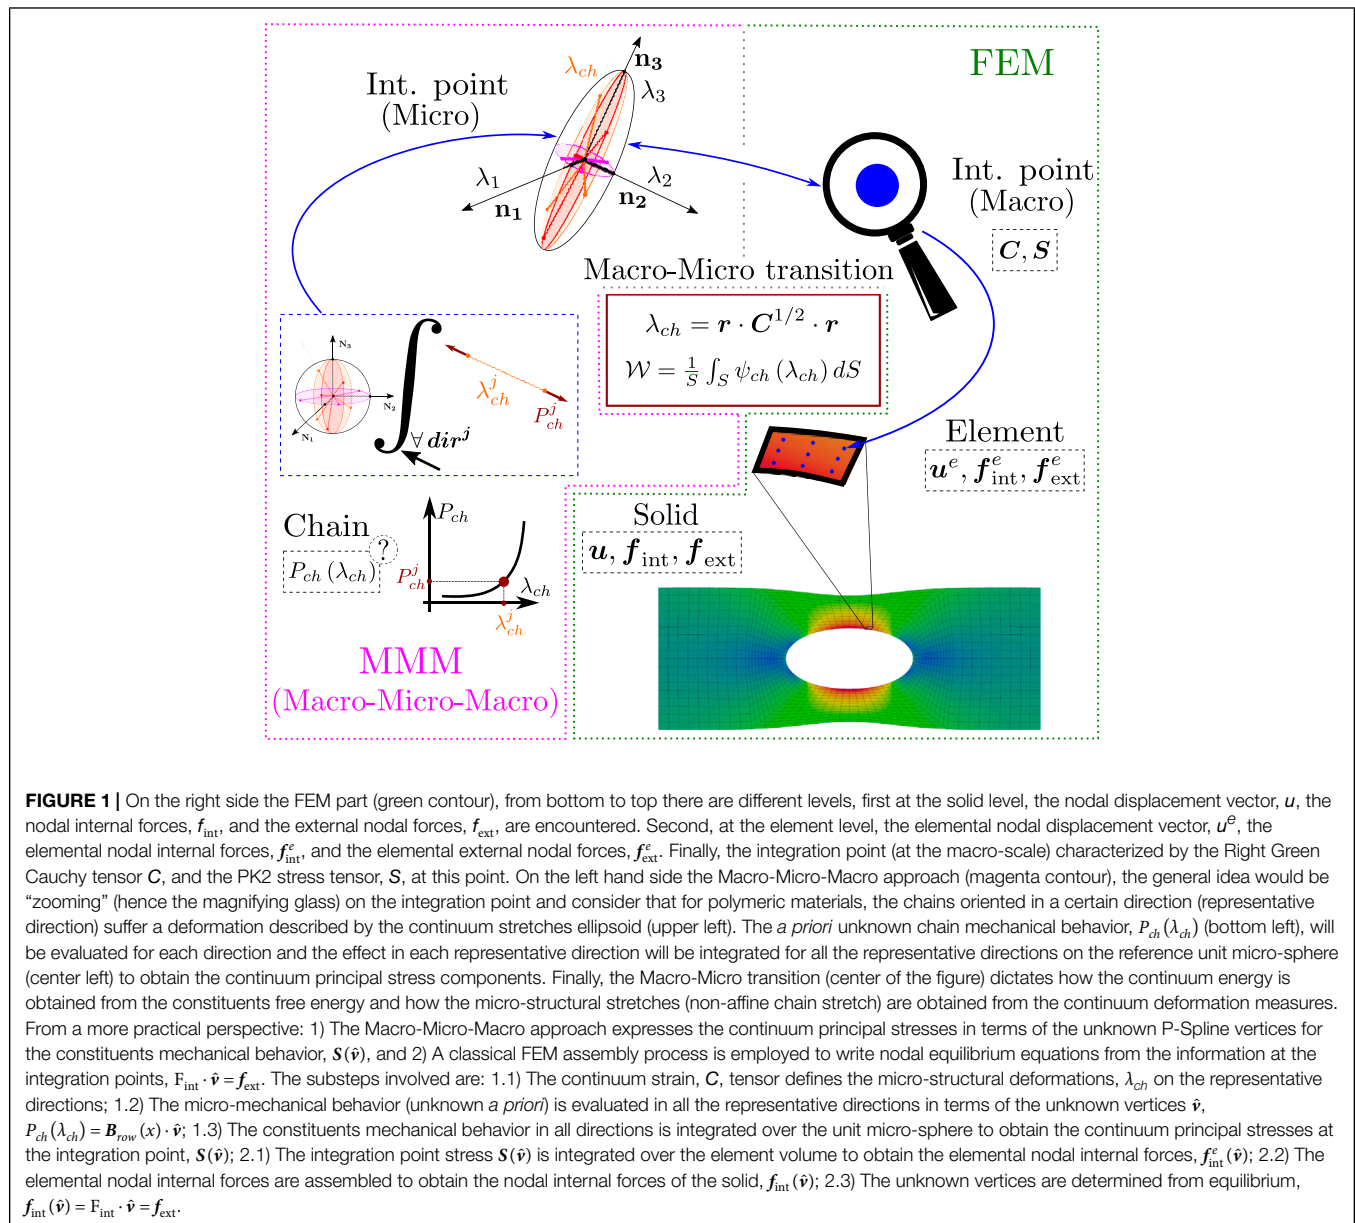 FEM
Int. point
(Micro)
λ_ch
n₃
λ₃
λ₁
n₁
λ₂
n₂
Int. point
(Macro)
C, S
Macro-Micro transition
λ_ch = r · C^{1/2} · r
𝒲 = 1/S ∫_S ψ_ch (λ_ch) dS
N₃
N₂
N₁
∀ dir^j
λ^j_ch
P^j_ch
Element
u^e, f^e_int, f^e_ext
Solid
u, f_int, f_ext
Chain
P_ch (λ_ch)
?
P_ch
P^j_ch
λ_ch
λ^j_ch
MMM
(Macro-Micro-Macro)
FIGURE 1 | On the right side the FEM part (green contour), from bottom to top there are different levels, first at the solid level, the nodal displacement vector, u, the
nodal internal forces, f_int, and the external nodal forces, f_ext, are encountered. Second, at the element level, the elemental nodal displacement vector, u^e, the
elemental nodal internal forces, f^e_int, and the elemental external nodal forces, f^e_ext. Finally, the integration point (at the macro-scale) characterized by the Right Green
Cauchy tensor C, and the PK2 stress tensor, S, at this point. On the left hand side the Macro-Micro-Macro approach (magenta contour), the general idea would be
“zooming” (hence the magnifying glass) on the integration point and consider that for polymeric materials, the chains oriented in a certain direction (representative
direction) suffer a deformation described by the continuum stretches ellipsoid (upper left). The a priori unknown chain mechanical behavior, P_ch(λ_ch) (bottom left), will
be evaluated for each direction and the effect in each representative direction will be integrated for all the representative directions on the reference unit micro-sphere
(center left) to obtain the continuum principal stress components. Finally, the Macro-Micro transition (center of the figure) dictates how the continuum energy is
obtained from the constituents free energy and how the micro-structural stretches (non-affine chain stretch) are obtained from the continuum deformation measures.
From a more practical perspective: 1) The Macro-Micro-Macro approach expresses the continuum principal stresses in terms of the unknown P-Spline vertices for
the constituents mechanical behavior, S(v̂), and 2) A classical FEM assembly process is employed to write nodal equilibrium equations from the information at the
integration points, F_int · v̂ = f_ext. The substeps involved are: 1.1) The continuum strain, C, tensor defines the micro-structural deformations, λ_ch on the representative
directions; 1.2) The micro-mechanical behavior (unknown a priori) is evaluated in all the representative directions in terms of the unknown vertices v̂,
P_ch(λ_ch) = B_row(x) · v̂; 1.3) The constituents mechanical behavior in all directions is integrated over the unit micro-sphere to obtain the continuum principal stresses at
the integration point, S(v̂); 2.1) The integration point stress S(v̂) is integrated over the element volume to obtain the elemental nodal internal forces, f^e_int(v̂); 2.2) The
elemental nodal internal forces are assembled to obtain the nodal internal forces of the solid, f_int(v̂); 2.3) The unknown vertices are determined from equilibrium,
f_int(v̂) = F_int · v̂ = f_ext.